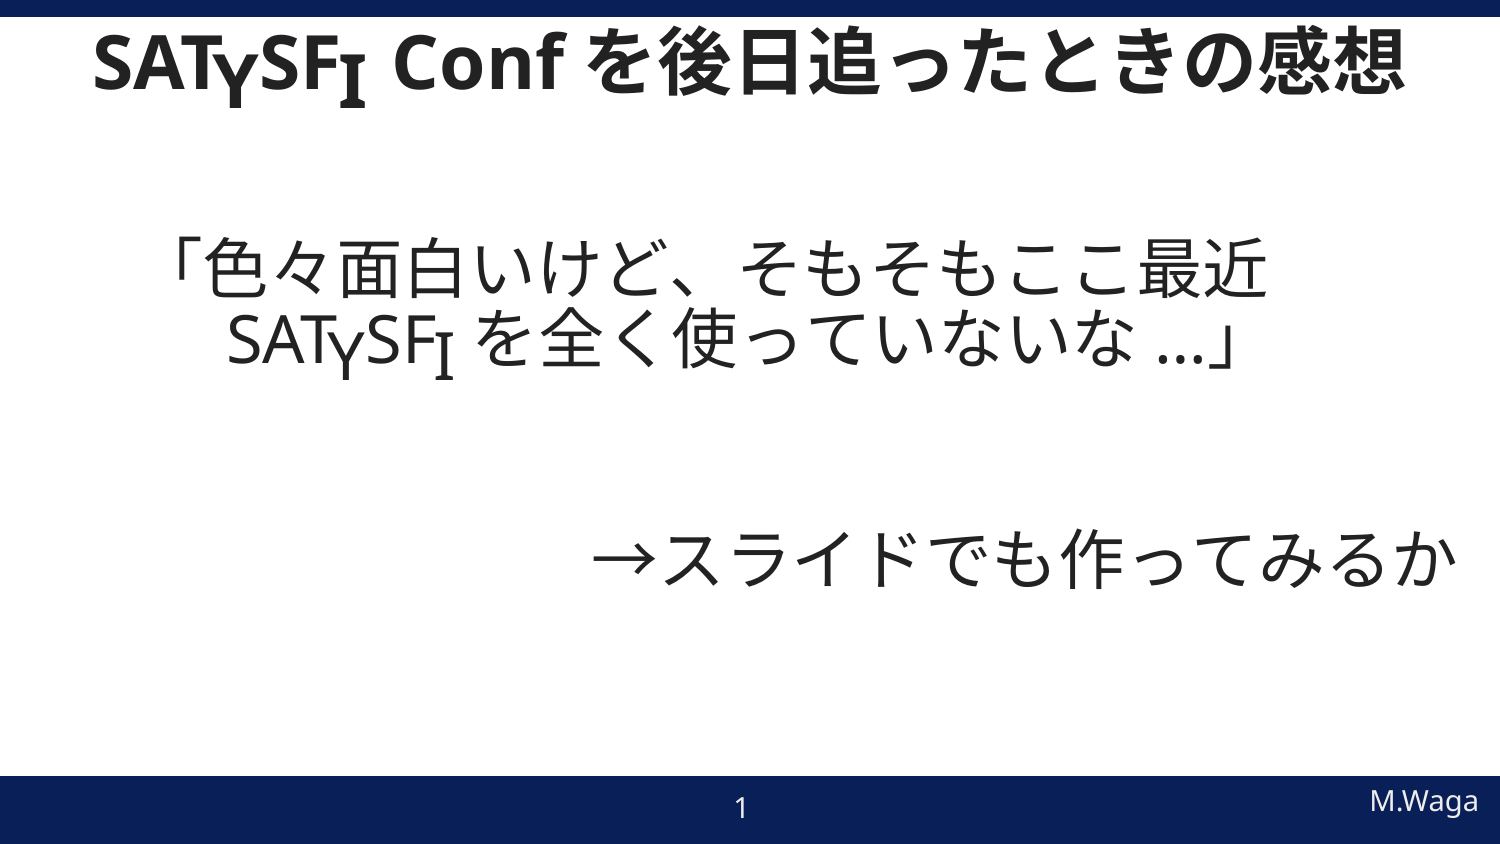 SATYSFI Conf を後日追ったときの感想
「色々面白いけど、そもそもここ最近
SATYSFI を全く使っていないな ...」
→スライドでも作ってみるか
1
M.Waga